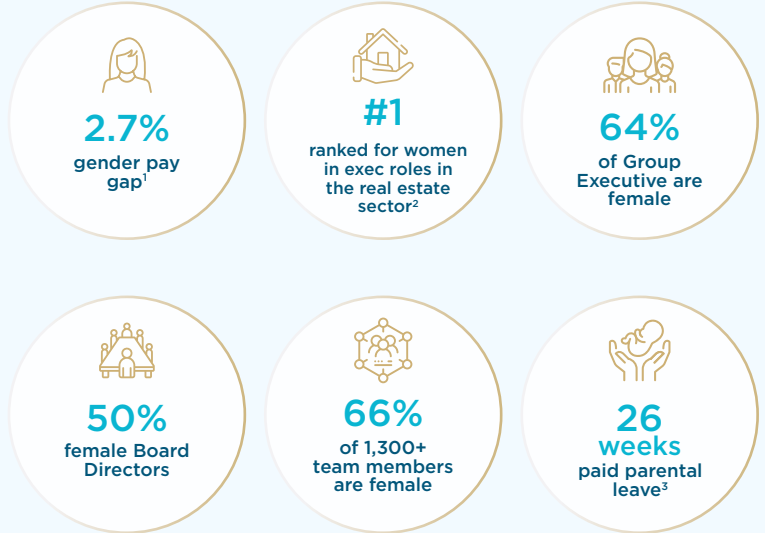 2.7%
gender pay
gap¹
#1
ranked for women
in exec roles in
the real estate
sector²
64%
of Group
Executive are
female
50%
female Board
Directors
66%
of 1,300+
team members
are female
26
weeks
paid parental
leave³